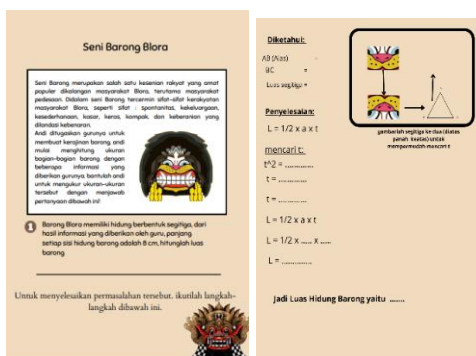 Seni Barong Blora
Seni Barong merupakan salah satu kesenian rakyat yang amat
populer dikalangan masyarakat Blora, terutama masyarakat
pedesaan. Didalam seni Barong tercermin sifat-sifat kerakyatan
masyarakat Blora, seperti sifat : spontanitas, kekeluargaan,
kesederhanaan, kasar, keras, kompak, dan keberanian yang
dilandasi kebenaran.
Andi ditugaskan gurunya untuk
membuat kerajinan barong, andi
mulai menghitung ukuran
bagian-bagian barong dengan
beberapa informasi yang
diberikan gurunya. bantulah andi
untuk mengukur ukuran-ukuran
tersebut dengan menjawab
pertanyaan dibawah ini!
1 Barong Blora memiliki hidung berbentuk segitiga, dari
hasil informasi yang diberikan oleh guru, panjang
setiap sisi hidung barong adalah 8 cm, hitunglah luas
barong
Untuk menyelesaikan permasalahan tersebut, ikutilah langkah-
langkah dibawah ini.
Diketahui:
AB (Alas) =
BC =
Luas segitiga =
Penyelesaian:
L = 1/2 x a x t
mencari t:
t^2 = .............
t = .............
t = .............
L = 1/2 x a x t
L = 1/2 x ..... x .....
L = ..............
gambarlah segitiga kedua (diatas
panah keatas) untuk
mempermudah mencari t
Jadi Luas Hidung Barong yaitu .......